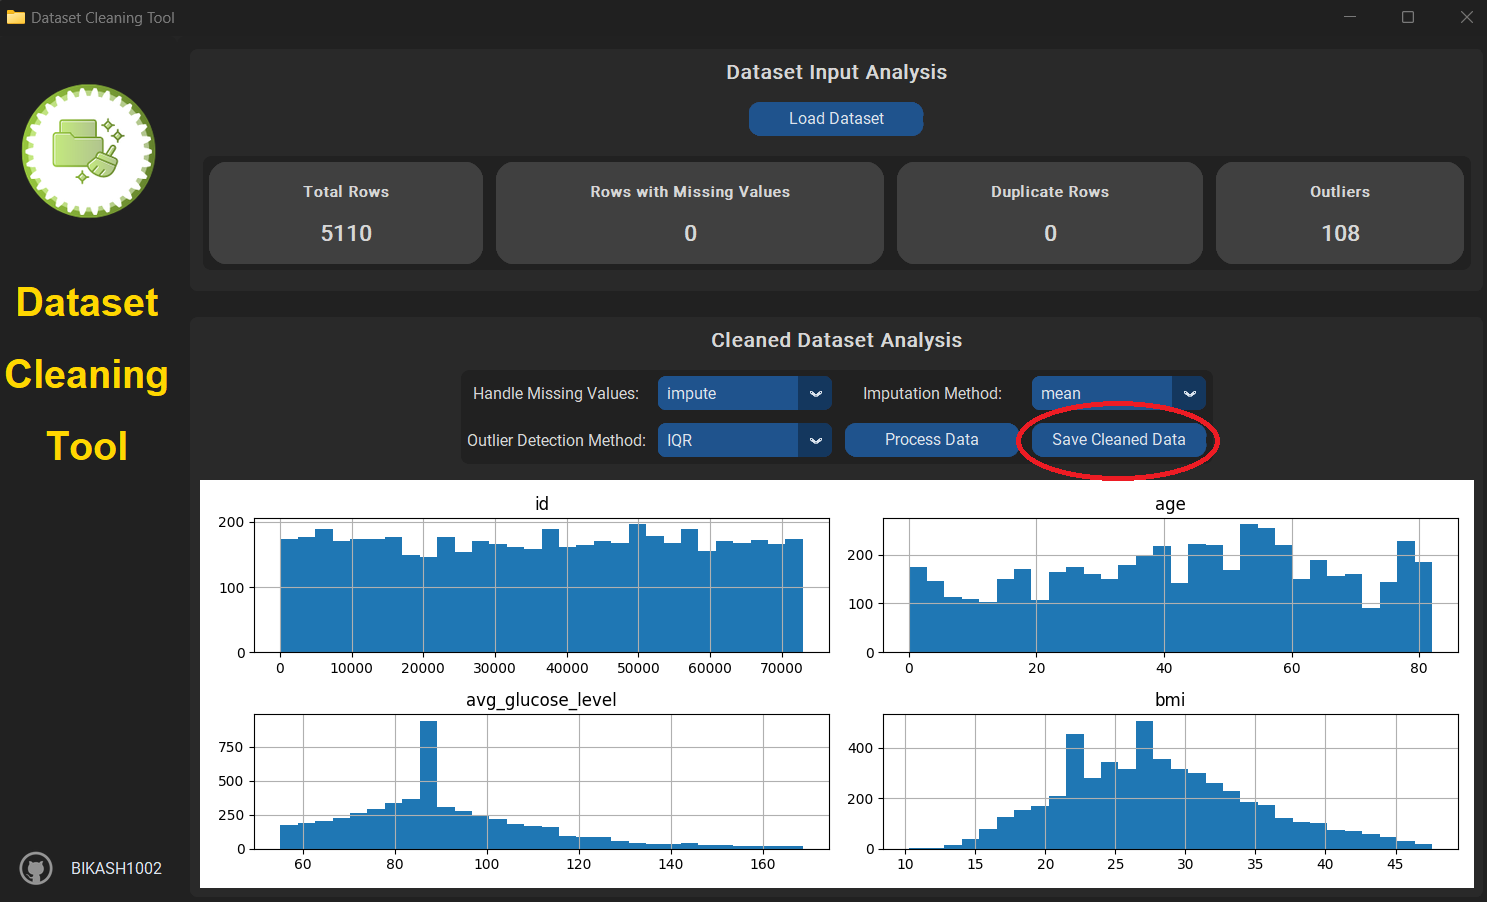 Dataset Cleaning Tool
Dataset Input Analysis
Load Dataset
Total Rows
5110
Rows with Missing Values
0
Duplicate Rows
0
Outliers
108
Dataset
Cleaning
Tool
Cleaned Dataset Analysis
Handle Missing Values: impute Imputation Method: mean
Outlier Detection Method: IQR Process Data Save Cleaned Data
id
200
100
0
0 10000 20000 30000 40000 50000 60000 70000
age
200
100
0
0 20 40 60 80
avg_glucose_level
750
500
250
0
60 80 100 120 140 160
bmi
400
200
0
10 15 20 25 30 35 40 45
BIKASH1002